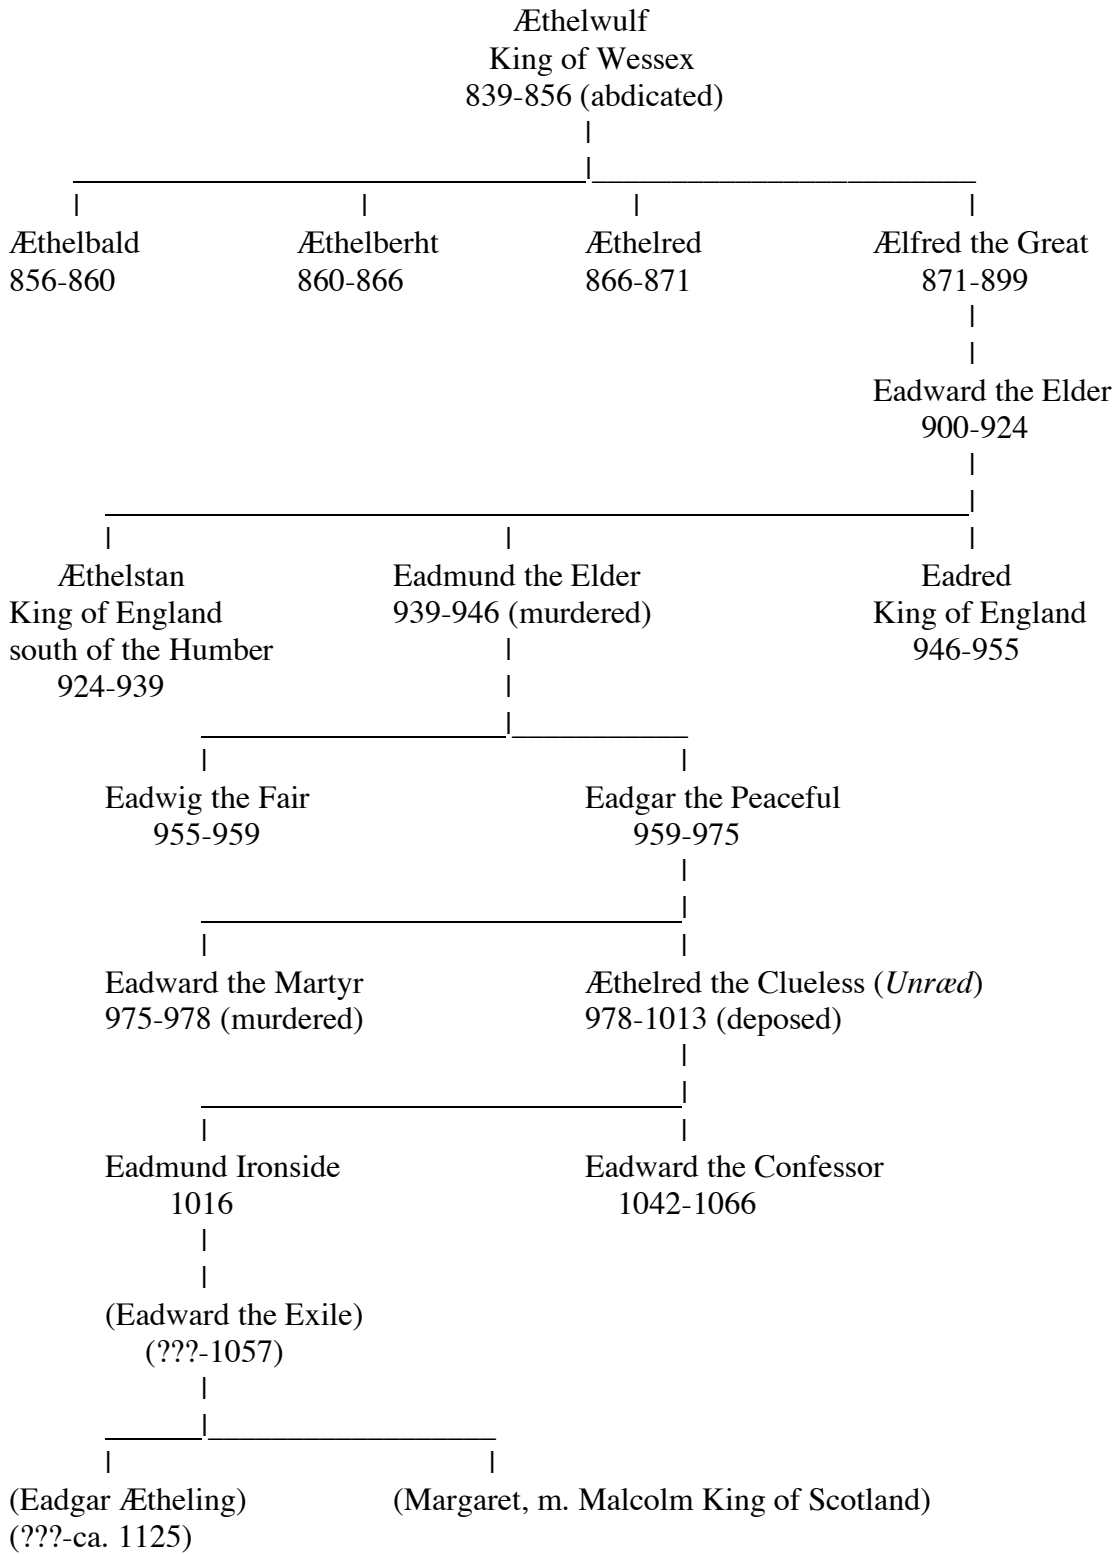 Æthelwulf
King of Wessex
839-856 (abdicated)
Æthelbald Æthelberht Æthelred Ælfred the Great
856-860 860-866 866-871 871-899
Eadward the Elder
900-924
Æthelstan Eadmund the Elder Eadred
King of England 939-946 (murdered) King of England
south of the Humber 946-955
924-939
Eadwig the Fair Eadgar the Peaceful
955-959 959-975
Eadward the Martyr Æthelred the Clueless (Unræd)
975-978 (murdered) 978-1013 (deposed)
Eadmund Ironside Eadward the Confessor
1016 1042-1066
(Eadward the Exile)
(???-1057)
(Eadgar Ætheling) (Margaret, m. Malcolm King of Scotland)
(???-ca. 1125)